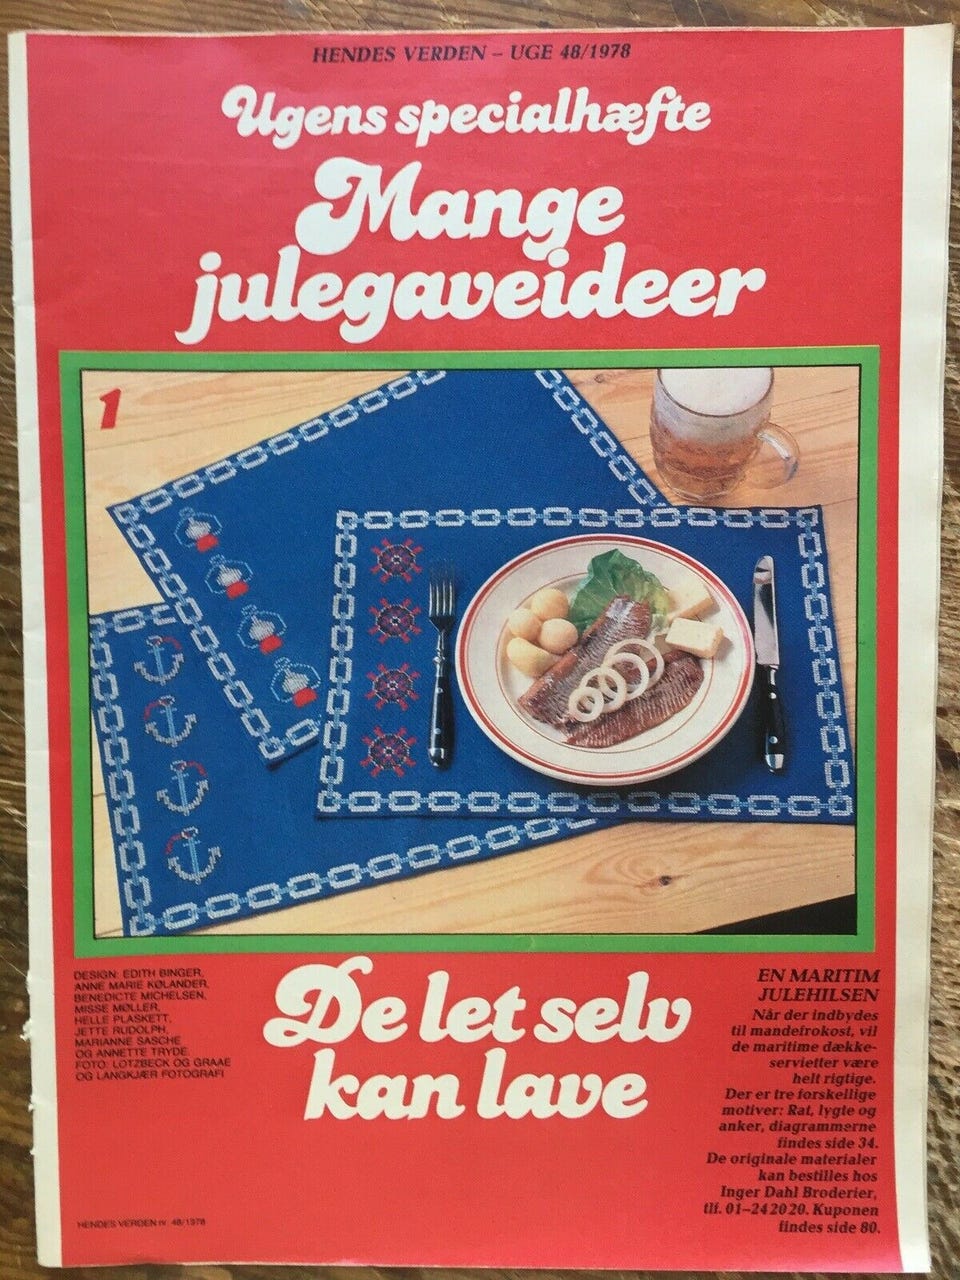 HENDES VERDEN – UGE 48/1978
Ugens specialhæfte
Mange
julegaveideer
1
DESIGN: EDITH BINGER,
ANNE MARIE KØLANDER,
BENEDICTE MICHELSEN,
MISSE MØLLER,
HELLE PLASKETT,
JETTE RUDOLPH,
MARIANNE SASCHE
OG ANNETTE TRYDE.
FOTO: LOTZBECK OG GRAAE
OG LANGKJÆR FOTOGRAFI
De let selv
kan lave
EN MARITIM
JULEHILSEN
Når der indbydes
til mandefrokost, vil
de maritime dække-
servietter være
helt rigtige.
Der er tre forskellige
motiver: Rat, lygte og
anker, diagrammerne
findes side 34.
De originale materialer
kan bestilles hos
Inger Dahl Broderier,
tlf. 01–24 20 20. Kuponen
findes side 80.
HENDES VERDEN nr. 48/1978